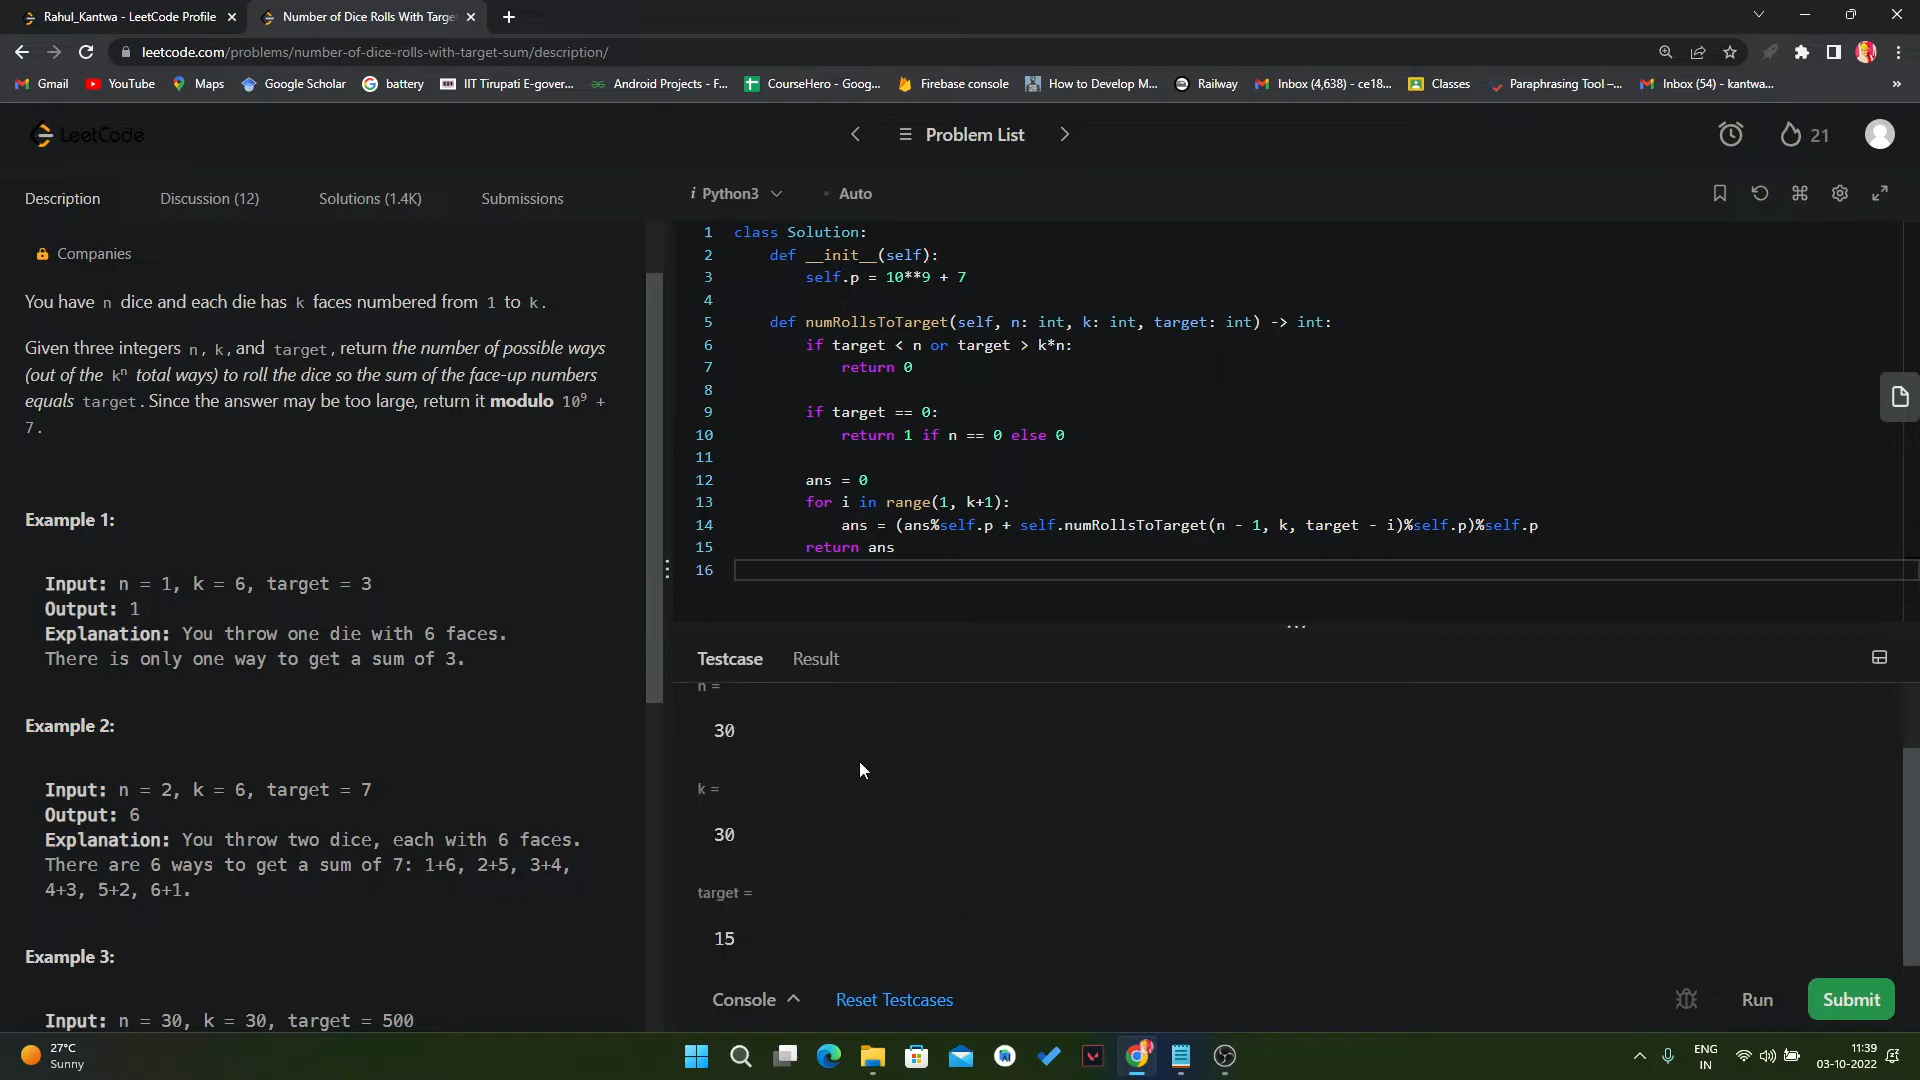 Rahul_Kantwa - LeetCode Profile
Number of Dice Rolls With Targe
leetcode.com/problems/number-of-dice-rolls-with-target-sum/description/
Gmail YouTube Maps Google Scholar battery IIT Tirupati E-gover... Android Projects - F... CourseHero - Goog... Firebase console How to Develop M... Railway Inbox (4,638) - ce18... Classes Paraphrasing Tool –... Inbox (54) - kantwa... »
LeetCode
Problem List
21
Description Discussion (12) Solutions (1.4K) Submissions
Companies
You have n dice and each die has k faces numbered from 1 to k.
Given three integers n, k, and target, return the number of possible ways
(out of the kⁿ total ways) to roll the dice so the sum of the face-up numbers
equals target. Since the answer may be too large, return it modulo 10⁹ +
7.
Example 1:
Input: n = 1, k = 6, target = 3
Output: 1
Explanation: You throw one die with 6 faces.
There is only one way to get a sum of 3.
Example 2:
Input: n = 2, k = 6, target = 7
Output: 6
Explanation: You throw two dice, each with 6 faces.
There are 6 ways to get a sum of 7: 1+6, 2+5, 3+4,
4+3, 5+2, 6+1.
Example 3:
Input: n = 30, k = 30, target = 500
i Python3 Auto
1 class Solution:
2 def __init__(self):
3 self.p = 10**9 + 7
4
5 def numRollsToTarget(self, n: int, k: int, target: int) -> int:
6 if target < n or target > k*n:
7 return 0
8
9 if target == 0:
10 return 1 if n == 0 else 0
11
12 ans = 0
13 for i in range(1, k+1):
14 ans = (ans%self.p + self.numRollsToTarget(n - 1, k, target - i)%self.p)%self.p
15 return ans
16
Testcase Result
n =
30
k =
30
target =
15
Console Reset Testcases
Run Submit
27°C
Sunny
ENG
IN
11:39
03-10-2022